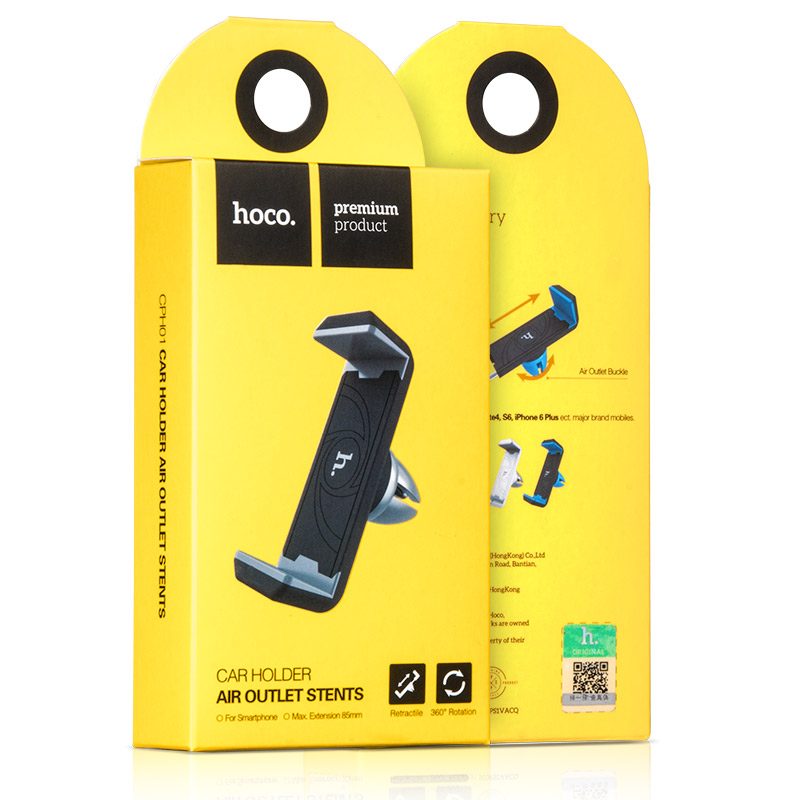 hoco.
premium
product
CPH01 CAR HOLDER AIR OUTLET STENTS
h.
CAR HOLDER
AIR OUTLET STENTS
For Smartphone
Max. Extension 85mm
Retractile
360° Rotation
ry
h.
Air Outlet Buckle
te4, S6, iPhone 6 Plus ect. major brand mobiles.
(HongKong) Co.,Ltd
n Road, Bantian,
HongKong
Hoco,
ks are owned
erty of their
h.
ORIGINAL
PS1VACQ